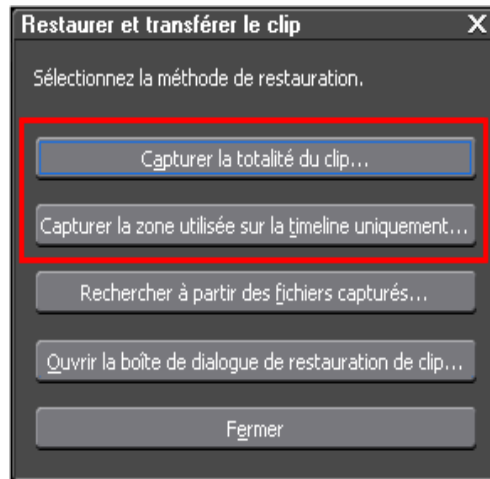 Restaurer et transférer le clip X
Sélectionnez la méthode de restauration.
Capturer la totalité du clip...
Capturer la zone utilisée sur la timeline uniquement...
Rechercher à partir des fichiers capturés...
Ouvrir la boîte de dialogue de restauration de clip...
Fermer